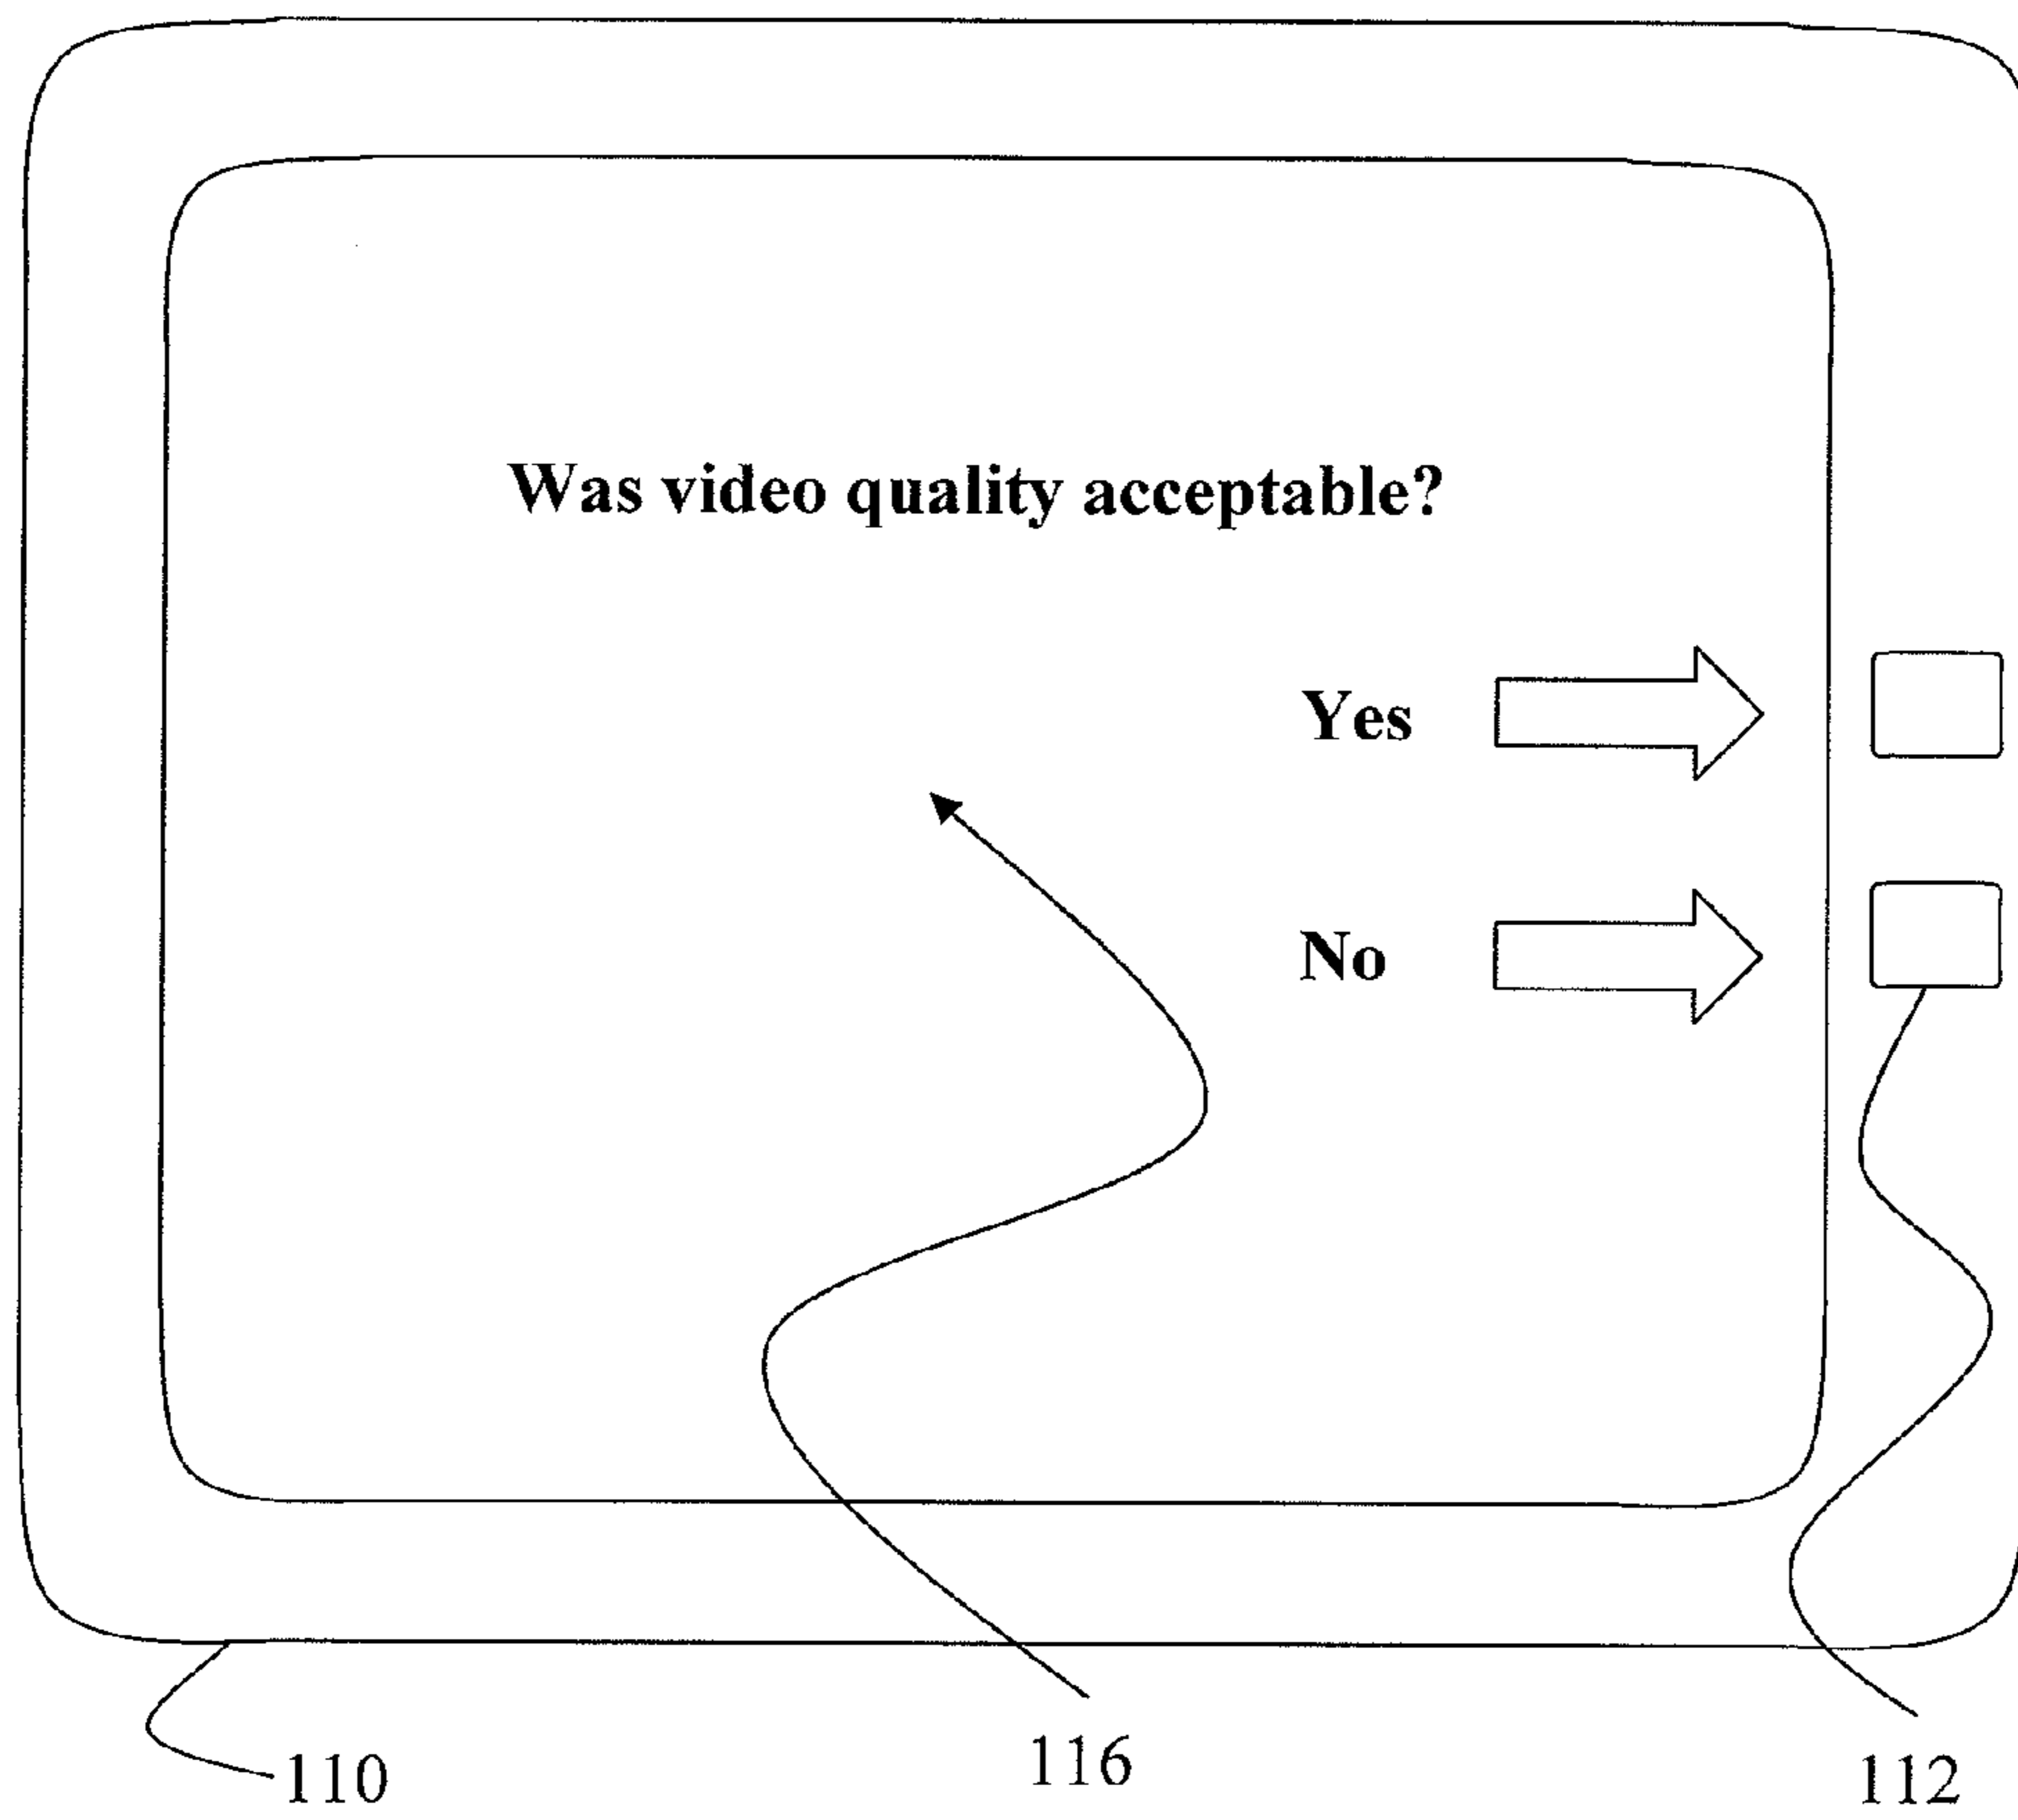 Was video quality acceptable?
Yes
No
110
116
112